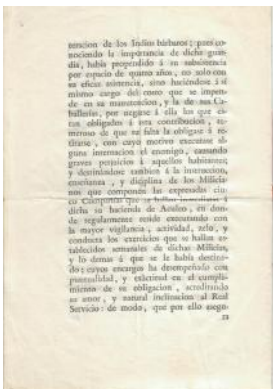 tencion de los Indios bárbaros; pues co-
nociendo la importancia de dicha guar-
dia, habia propendido á su subsistencia
por espacio de quatro años, no solo con
su eficaz asistencia, sino haciendose á sí
mismo cargo del costo que se impen-
de en su manutencion, y la de sus Ca-
ballerías, por negarse á ella los que es-
tan obligados á esta contribucion, te-
meroso de que su falta la obligase á re-
tirarse, con cuyo motivo executase al-
guna internacion el enemigo, causando
graves perjuicios á aquellos habitantes;
y destinandose tambien á la instruccion,
enseñanza, y disciplina de los Milicia-
nos que componen las expresadas cin-
co Compañias que se hallan inmediatas á
dicha su hacienda de Aculeo, en don-
de regularmente reside executando con
la mayor vigilancia, actividad, zelo, y
conducta los exercicios que se hallan es-
tablecidos semanales de dichas Milicias,
y lo demas á que se le habia destina-
do; cuyos encargos ha desempeñado con
puntualidad, y exâctitud en el cumpli-
miento de su obligacion, acreditando
su amor, y natural inclinacion al Real
Servicio: de modo, que por ello asegu-